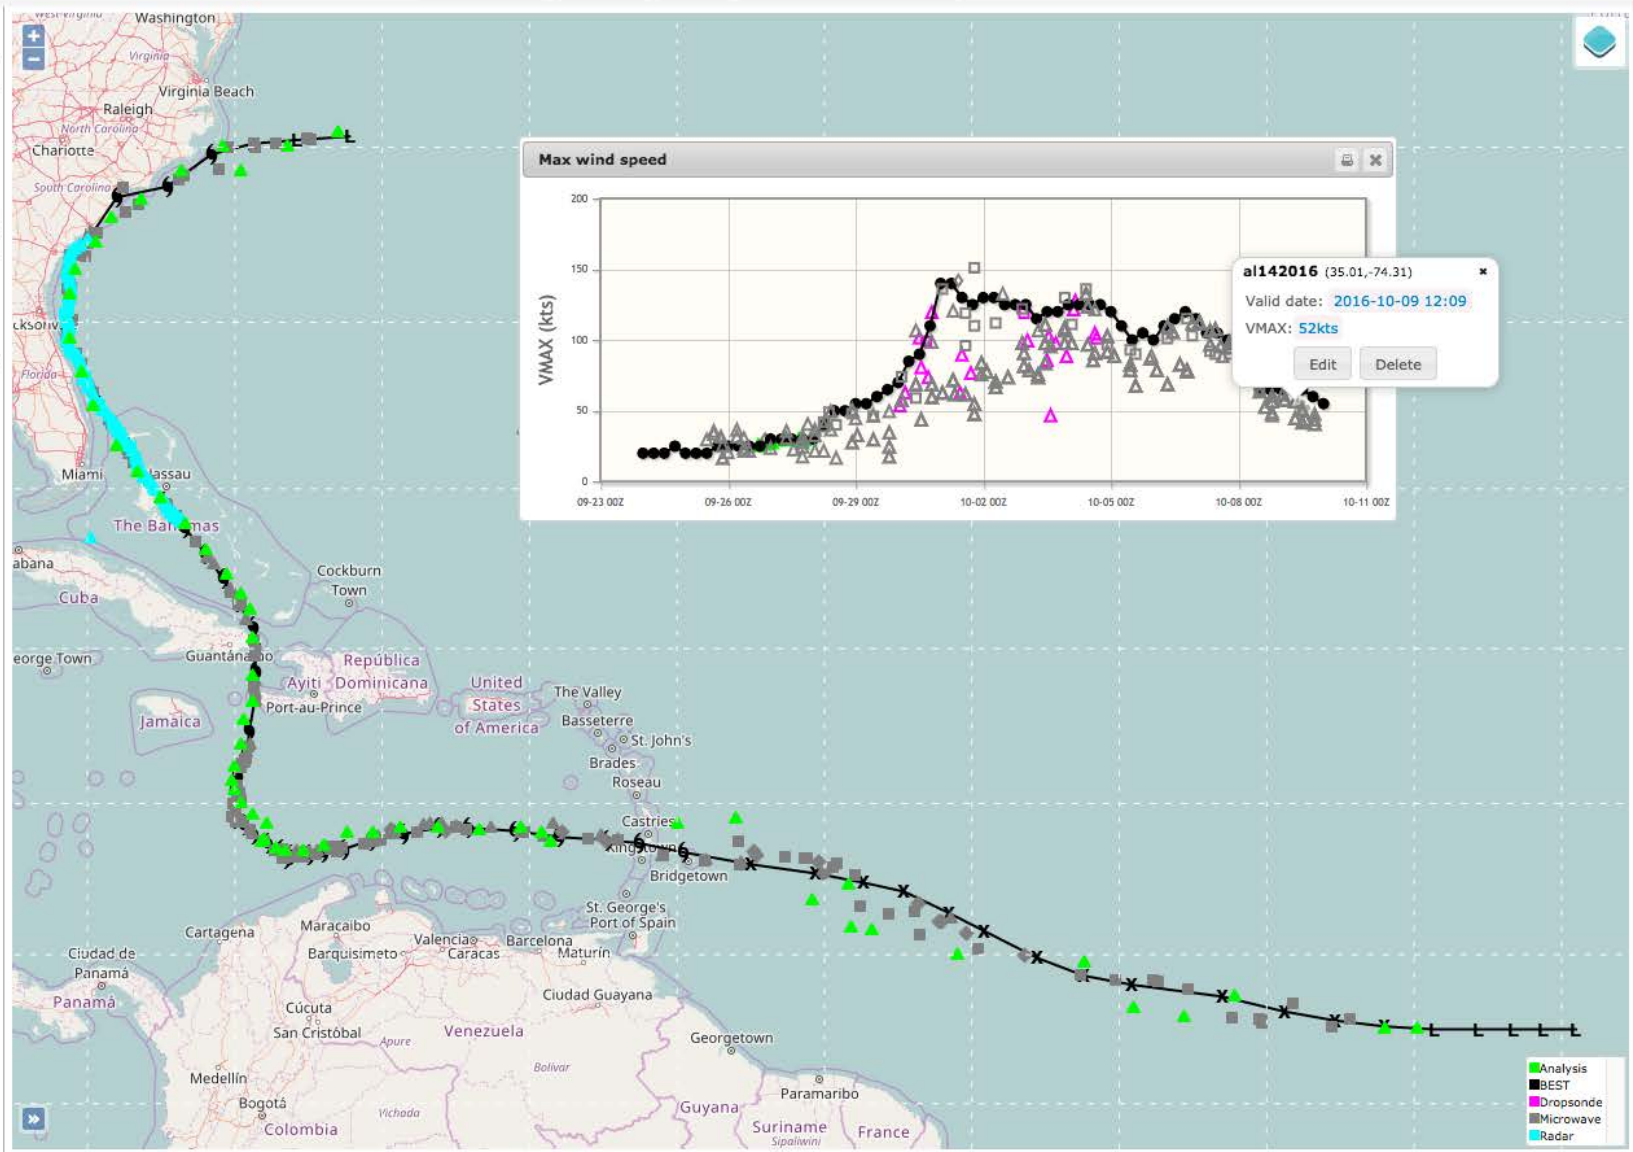 Washington
Virginia
Virginia Beach
Raleigh
North Carolina
Charlotte
South Carolina
Florida
Miami
The Bahamas
Cuba
Cockburn
Town
Guantánamo
República
Ayiti
Dominicana
Port-au-Prince
Jamaica
United
States
of America
The Valley
Basseterre
St. John's
Brades
Roseau
Castries
Kingstown
Bridgetown
St. George's
Port of Spain
Cartagena
Maracaibo
Barquisimeto
Valencia
Caracas
Barcelona
Maturín
Ciudad de
Panamá
Panamá
Cúcuta
San Cristóbal
Apure
Venezuela
Ciudad Guayana
Georgetown
Bolívar
Medellín
Bogotá
Colombia
Vichada
Paramaribo
Guyana
Suriname
Sipaliwini
France
Max wind speed
VMAX (kts)
200
150
100
50
0
09-23 00Z
09-26 00Z
09-29 00Z
10-02 00Z
10-05 00Z
10-08 00Z
10-11 00Z
al142016 (35.01,-74.31)
Valid date: 2016-10-09 12:09
VMAX: 52kts
Edit
Delete
Analysis
BEST
Dropsonde
Microwave
Radar